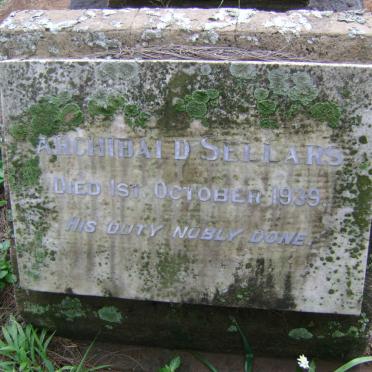 ARCHIBALD SELLARS
DIED 1ST. OCTOBER 1939.
HIS DUTY NOBLY DONE.